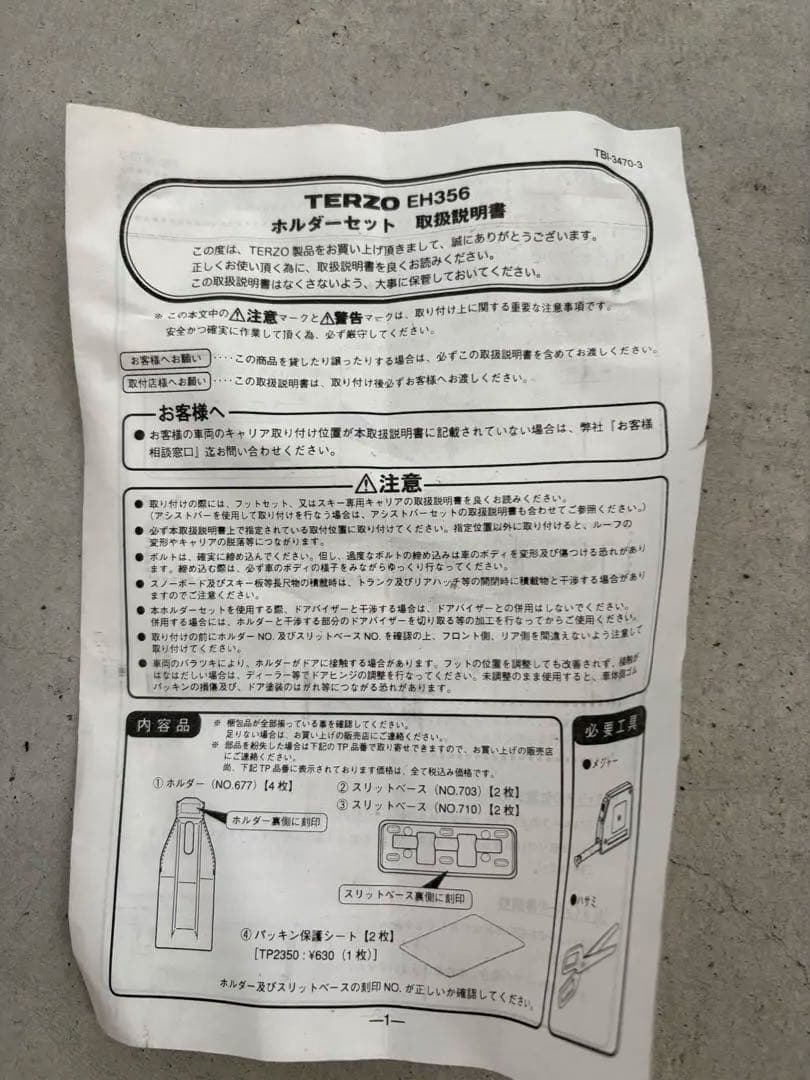 TBI-3470-3
TERZO EH356
ホルダーセット 取扱説明書
この度は、TERZO 製品をお買い上げ頂きまして、誠にありがとうございます。
正しくお使い頂く為に、取扱説明書を良くお読みください。
この取扱説明書はなくさないよう、大事に保管しておいてください。
※ この本文中の⚠注意マークと⚠警告マークは、取り付け上に関する重要な注意事項です。
安全かつ確実に作業して頂く為、必ず厳守してください。
お客様へお願い ････この商品を貸したり譲ったりする場合は、必ずこの取扱説明書を含めてお渡しください。
取付店様へお願い ････この取扱説明書は、取り付け後必ずお客様へお渡しください。
お客様へ
● お客様の車両のキャリア取り付け位置が本取扱説明書に記載されていない場合は、弊社『お客様
相談窓口』迄お問い合わせください。
⚠注意
● 取り付けの際には、フットセット、又はスキー専用キャリアの取扱説明書を良くお読みください。
（アシストバーを使用して取り付けを行なう場合は、アシストバーセットの取扱説明書も合わせてご参照ください。）
● 必ず本取扱説明書上で指定されている取付位置に取り付けてください。指定位置以外に取り付けると、ルーフの
変形やキャリアの脱落等につながります。
● ボルトは、確実に締め込んでください。但し、過度なボルトの締め込みは車のボディを変形及び傷つける恐れがあり
ます。締め込む際は、必ず車のボディの様子をみながらゆっくり行なってください。
● スノーボード及びスキー板等長尺物の積載時は、トランク及びリアハッチ等の開閉時に積載物と干渉する場合があり
ますのでご注意ください。
● 本ホルダーセットを使用する際、ドアバイザーと干渉する場合は、ドアバイザーとの併用はしないでください。
併用する場合には、ホルダーと干渉する部分のドアバイザーを切り取る等の加工を行なってからご使用ください。
● 取り付けの前にホルダーNO.及びスリットベースNO.を確認の上、フロント側、リア側を間違えないよう注意して
取り付けてください。
● 車両のバラツキにより、ホルダーがドアに接触する場合があります。フットの位置を調整しても改善されず、接触が
はなはだしい場合は、ディーラー等でドアヒンジの調整を行なってください。未調整のまま使用すると、車体側ゴム
パッキンの損傷及び、ドア塗装のはがれ等につながる恐れがあります。
内容品
※ 梱包品が全部揃っている事を確認してください。
足りない場合は、お買い上げの販売店にご連絡ください。
※ 部品を紛失した場合は下記のTP品番で取り寄せできますので、お買い上げの販売店
にご連絡ください。
尚、下記TP品番に表示されております価格は、全て税込み価格です。
① ホルダー（NO.677）【4枚】
② スリットベース（NO.703）【2枚】
③ スリットベース（NO.710）【2枚】
ホルダー裏側に刻印
スリットベース裏側に刻印
④ パッキン保護シート【2枚】
[TP2350 : ¥630（1枚）]
ホルダー及びスリットベースの刻印NO.が正しいか確認してください。
必要工具
●メジャー
●ハサミ
—1—